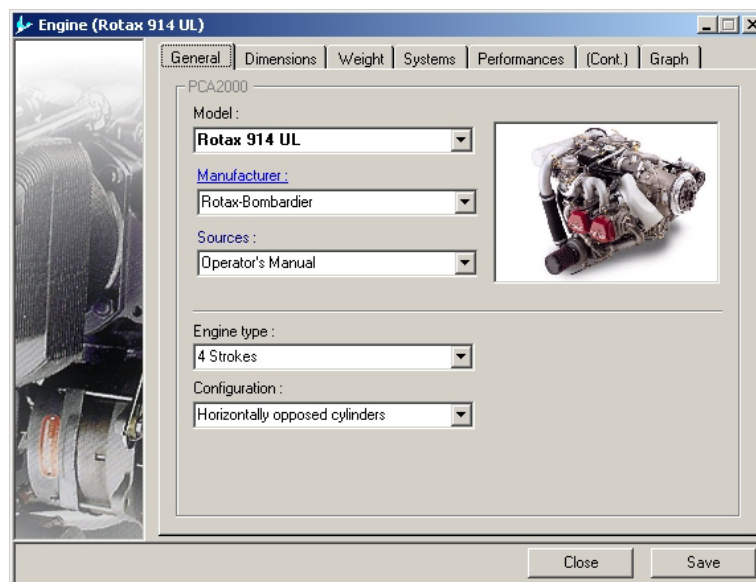 Engine (Rotax 914 UL)
General Dimensions Weight Systems Performances (Cont.) Graph
PCA2000
Model :
Rotax 914 UL
Manufacturer :
Rotax-Bombardier
Sources :
Operator's Manual
Engine type :
4 Strokes
Configuration :
Horizontally opposed cylinders
Close Save